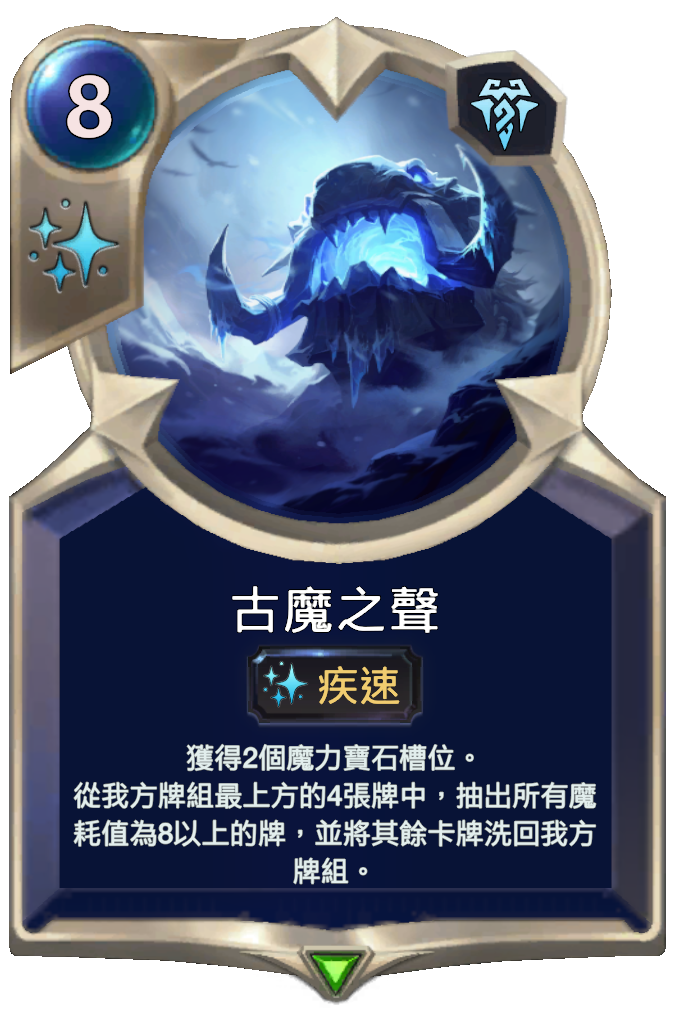 8
古魔之聲
疾速
獲得2個魔力寶石槽位。
從我方牌組最上方的4張牌中，抽出所有魔
耗值為8以上的牌，並將其餘卡牌洗回我方
牌組。